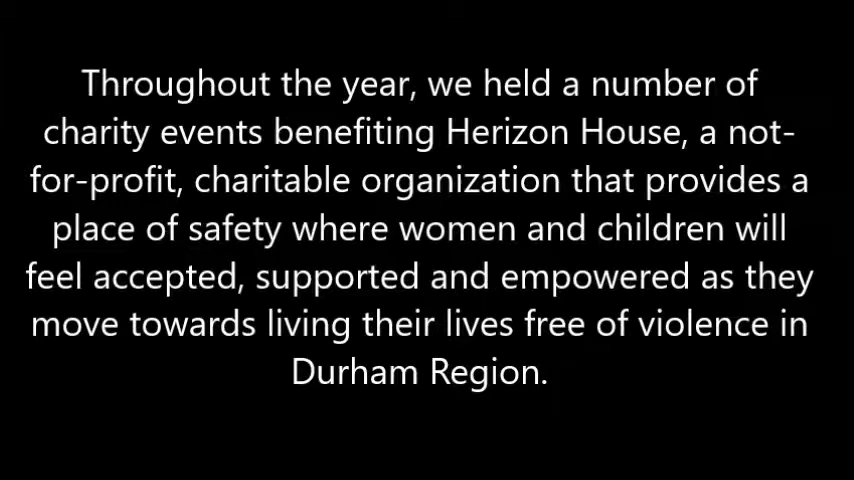 Throughout the year, we held a number of
charity events benefiting Herizon House, a not-
for-profit, charitable organization that provides a
place of safety where women and children will
feel accepted, supported and empowered as they
move towards living their lives free of violence in
Durham Region.